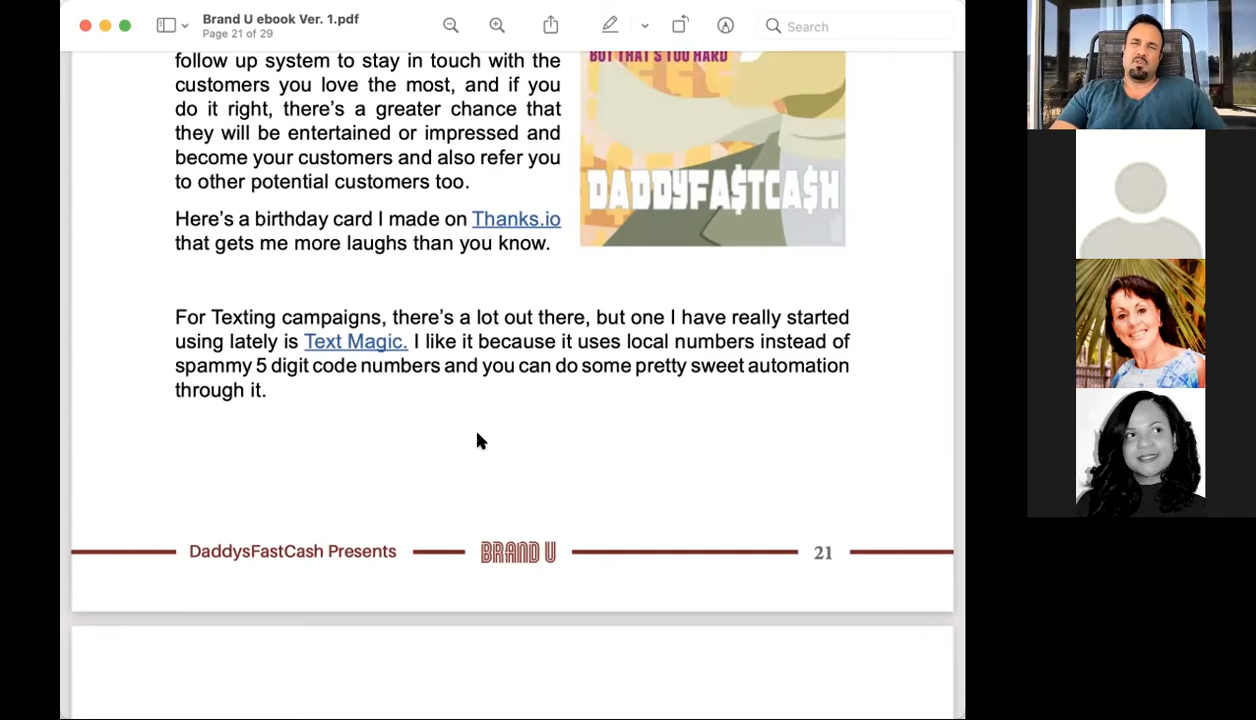 Brand U ebook Ver. 1.pdf
Page 21 of 29
Search
follow up system to stay in touch with the
customers you love the most, and if you
do it right, there's a greater chance that
they will be entertained or impressed and
become your customers and also refer you
to other potential customers too.
BUT THAT'S TOO HARD
DADDYFA$TCA$H
Here's a birthday card I made on Thanks.io
that gets me more laughs than you know.
For Texting campaigns, there's a lot out there, but one I have really started
using lately is Text Magic. I like it because it uses local numbers instead of
spammy 5 digit code numbers and you can do some pretty sweet automation
through it.
DaddysFastCash Presents
BRAND U
21